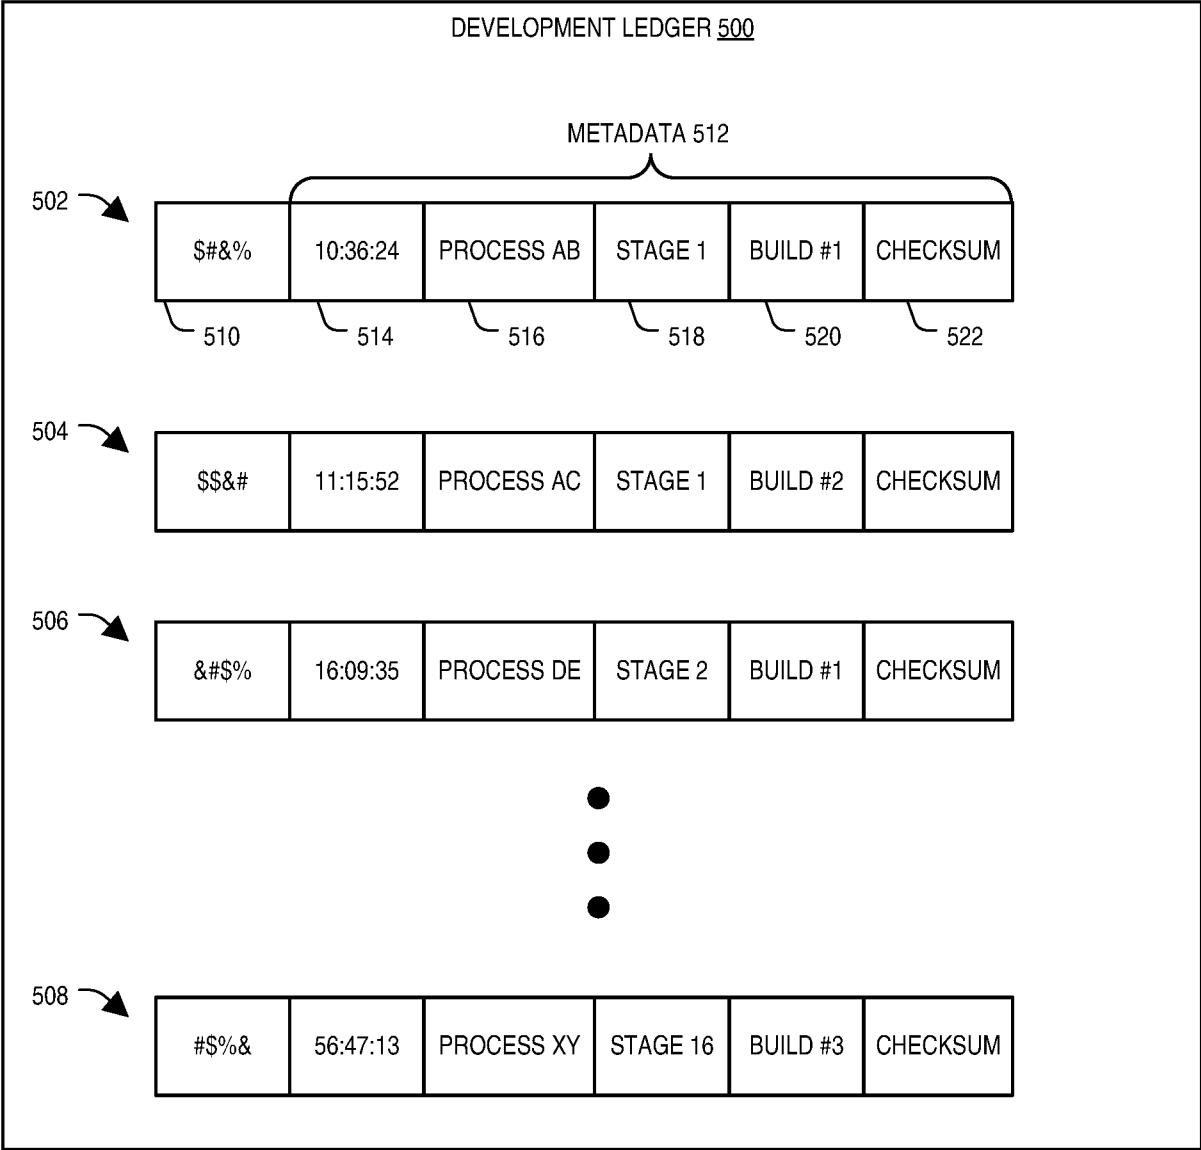 DEVELOPMENT LEDGER 500
METADATA 512
502
$#&% 10:36:24 PROCESS AB STAGE 1 BUILD #1 CHECKSUM
510 514 516 518 520 522
504
$$&# 11:15:52 PROCESS AC STAGE 1 BUILD #2 CHECKSUM
506
&#$% 16:09:35 PROCESS DE STAGE 2 BUILD #1 CHECKSUM
508
#$%& 56:47:13 PROCESS XY STAGE 16 BUILD #3 CHECKSUM